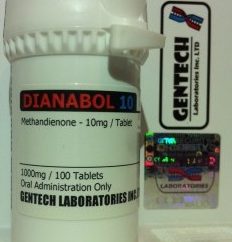 DIANABOL 10
Methandienone - 10mg / Tablet
1000mg / 100 Tablets
Oral Administration Only
GENTECH LABORATORIES INC.
GENTECH
Laboratories Inc. LTD
LABORATORIES